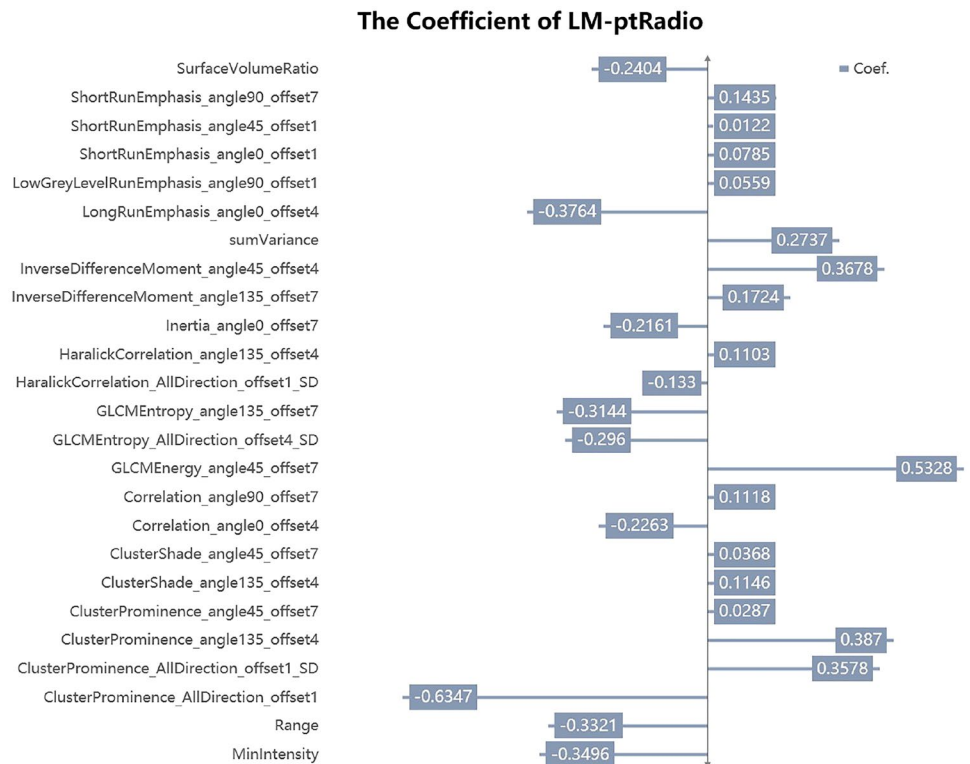 The Coefficient of LM-ptRadio
Coef.
SurfaceVolumeRatio -0.2404
ShortRunEmphasis_angle90_offset7 0.1435
ShortRunEmphasis_angle45_offset1 0.0122
ShortRunEmphasis_angle0_offset1 0.0785
LowGreyLevelRunEmphasis_angle90_offset1 0.0559
LongRunEmphasis_angle0_offset4 -0.3764
sumVariance 0.2737
InverseDifferenceMoment_angle45_offset4 0.3678
InverseDifferenceMoment_angle135_offset7 0.1724
Inertia_angle0_offset7 -0.2161
HaralickCorrelation_angle135_offset4 0.1103
HaralickCorrelation_AllDirection_offset1_SD -0.133
GLCMEntropy_angle135_offset7 -0.3144
GLCMEntropy_AllDirection_offset4_SD -0.296
GLCMEnergy_angle45_offset7 0.5328
Correlation_angle90_offset7 0.1118
Correlation_angle0_offset4 -0.2263
ClusterShade_angle45_offset7 0.0368
ClusterShade_angle135_offset4 0.1146
ClusterProminence_angle45_offset7 0.0287
ClusterProminence_angle135_offset4 0.387
ClusterProminence_AllDirection_offset1_SD 0.3578
ClusterProminence_AllDirection_offset1 -0.6347
Range -0.3321
MinIntensity -0.3496